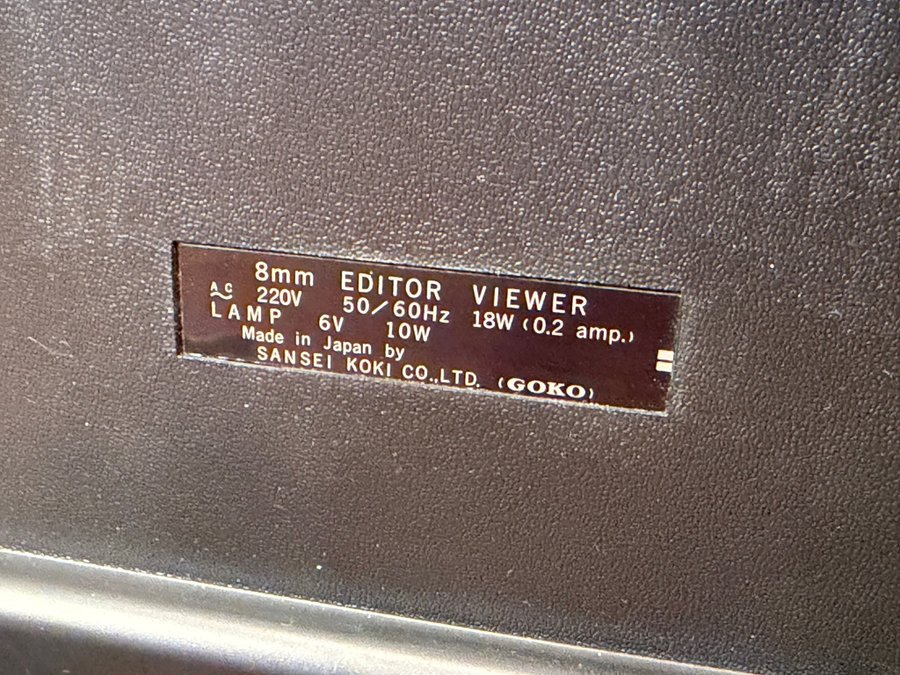 8mm EDITOR VIEWER
AC 220V 50/60Hz 18W (0.2 amp.)
LAMP 6V 10W
Made in Japan by
SANSEI KOKI CO.,LTD. (GOKO)